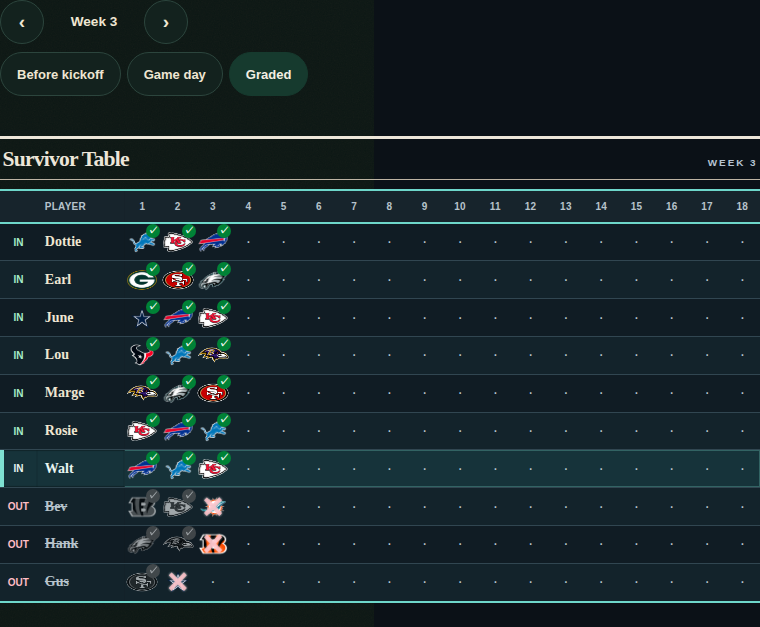 ‹ Week 3 ›
Before kickoff Game day Graded
Survivor Table WEEK 3
PLAYER 1 2 3 4 5 6 7 8 9 10 11 12 13 14 15 16 17 18
IN Dottie
IN Earl
IN June
IN Lou
IN Marge
IN Rosie
IN Walt
OUT Bev
OUT Hank
OUT Gus